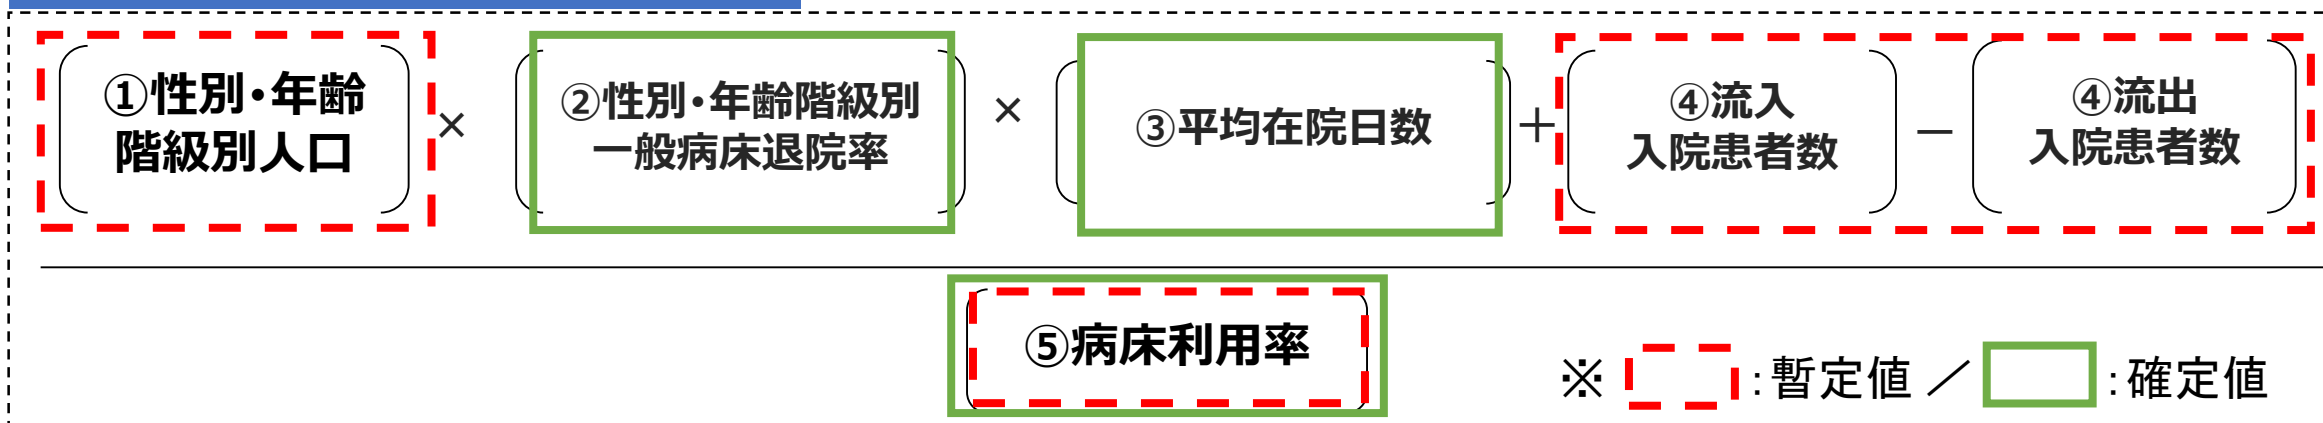 ①性別・年齢
階級別人口
×
②性別・年齢階級別
一般病床退院率
×
③平均在院日数
＋
④流入
入院患者数
－
④流出
入院患者数
⑤病床利用率
※ ：暫定値 ／ ：確定値